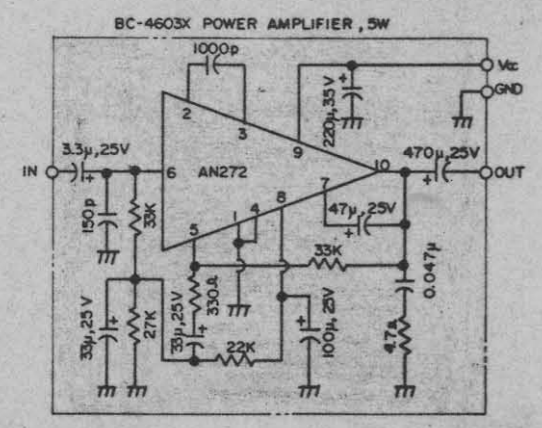 BC-4603X POWER AMPLIFIER, 5W
1000p
Vcc
GND
220µ, 35V
2
3
9
3.3µ, 25V
10
470µ, 25V
IN
6
AN272
OUT
7
8
150p
33K
47µ, 25V
1
4
5
33K
0.047µ
330Ω
33µ, 25V
27K
33µ, 25V
22K
100µ, 25V
4.7Ω